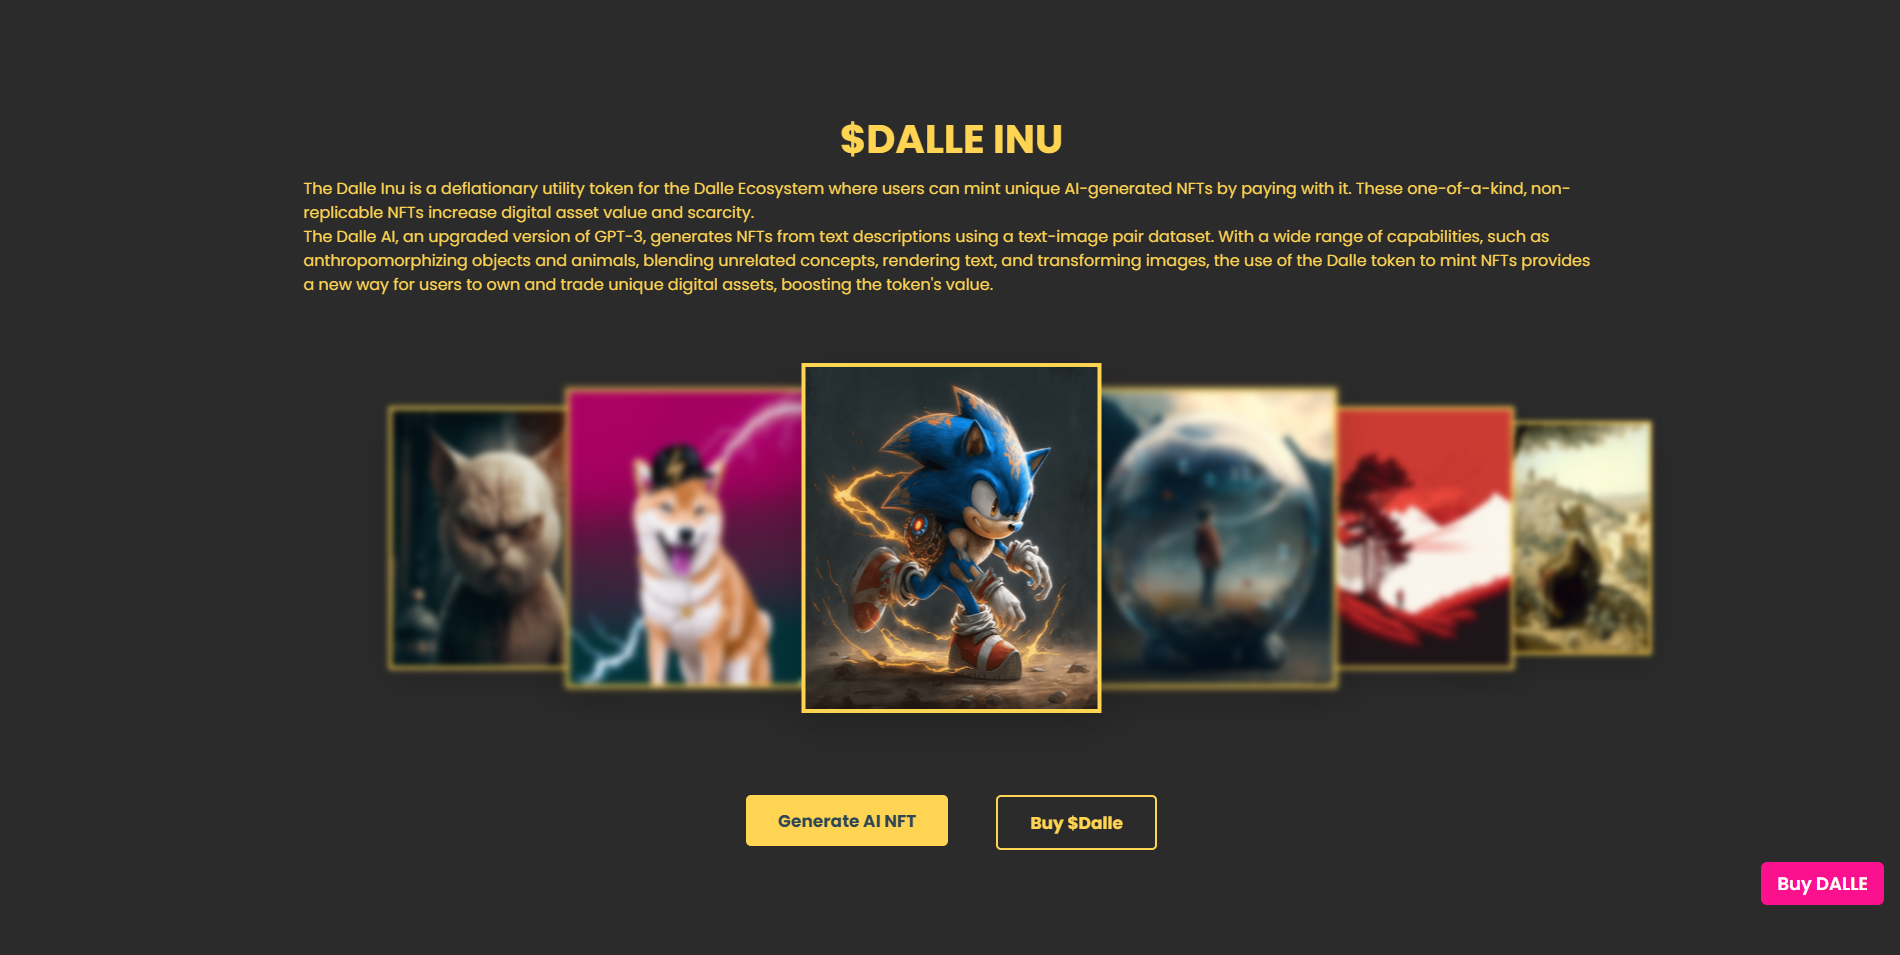 $DALLE INU
The Dalle Inu is a deflationary utility token for the Dalle Ecosystem where users can mint unique AI-generated NFTs by paying with it. These one-of-a-kind, non-
replicable NFTs increase digital asset value and scarcity.
The Dalle AI, an upgraded version of GPT-3, generates NFTs from text descriptions using a text-image pair dataset. With a wide range of capabilities, such as
anthropomorphizing objects and animals, blending unrelated concepts, rendering text, and transforming images, the use of the Dalle token to mint NFTs provides
a new way for users to own and trade unique digital assets, boosting the token's value.
Generate AI NFT
Buy $Dalle
Buy DALLE